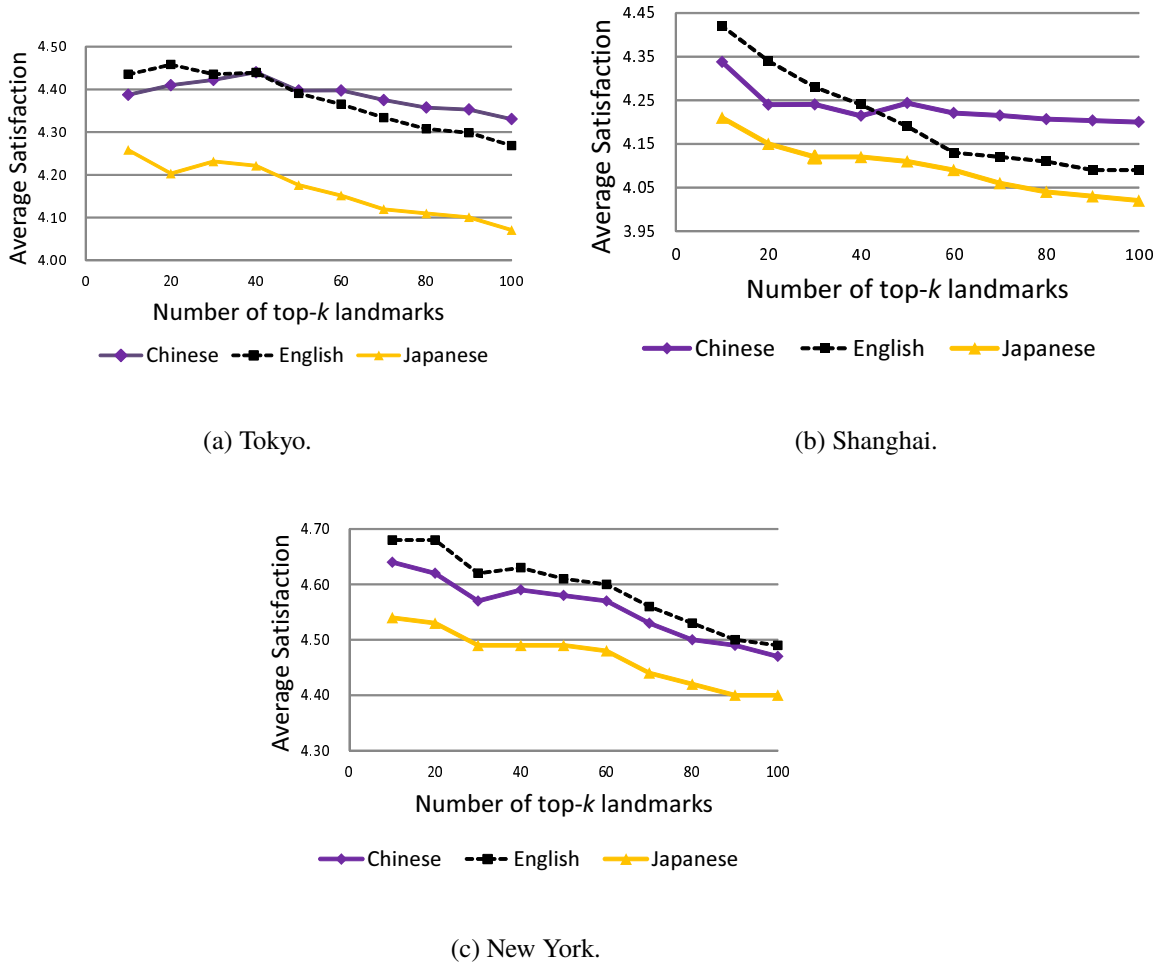 4.50
4.40
4.30
4.20
4.10
4.00
Average Satisfaction
0 20 40 60 80 100
Number of top-k landmarks
Chinese English Japanese
(a) Tokyo.
4.45
4.35
4.25
4.15
4.05
3.95
Average Satisfaction
0 20 40 60 80 100
Number of top-k landmarks
Chinese English Japanese
(b) Shanghai.
4.70
4.60
4.50
4.40
4.30
Average Satisfaction
0 20 40 60 80 100
Number of top-k landmarks
Chinese English Japanese
(c) New York.